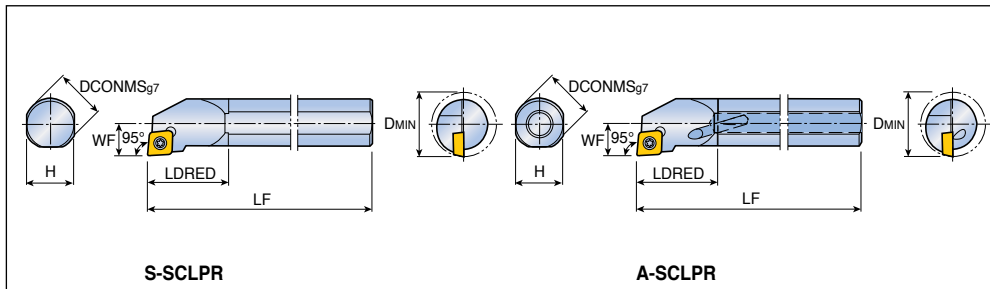 DCONMSg7
WF
95°
H
LDRED
LF
DMIN
S-SCLPR
DCONMSg7
WF
95°
H
LDRED
LF
DMIN
A-SCLPR